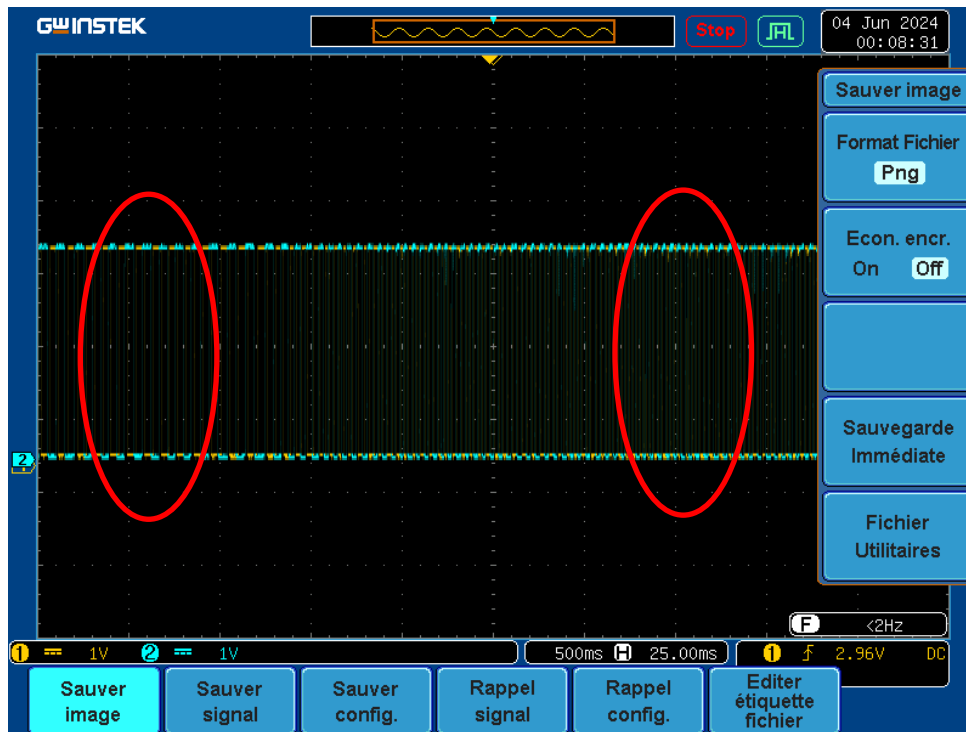 GWINSTEK
Stop
04 Jun 2024
00:08:31
Sauver image
Format Fichier
Png
Econ. encr.
On Off
Sauvegarde
Immédiate
Fichier
Utilitaires
2
F <2Hz
1 1V 2 1V 500ms H 25.00ms 1 2.96V DC
Sauver
image
Sauver
signal
Sauver
config.
Rappel
signal
Rappel
config.
Editer
étiquette
fichier